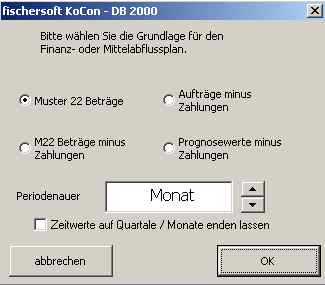 fischersoft KoCon - DB 2000
Bitte wählen Sie die Grundlage für den
Finanz- oder Mittelabflussplan.
Muster 22 Beträge
Aufträge minus
Zahlungen
M22 Beträge minus
Zahlungen
Prognosewerte minus
Zahlungen
Periodenauer
Monat
Zeitwerte auf Quartale / Monate enden lassen
abbrechen
OK